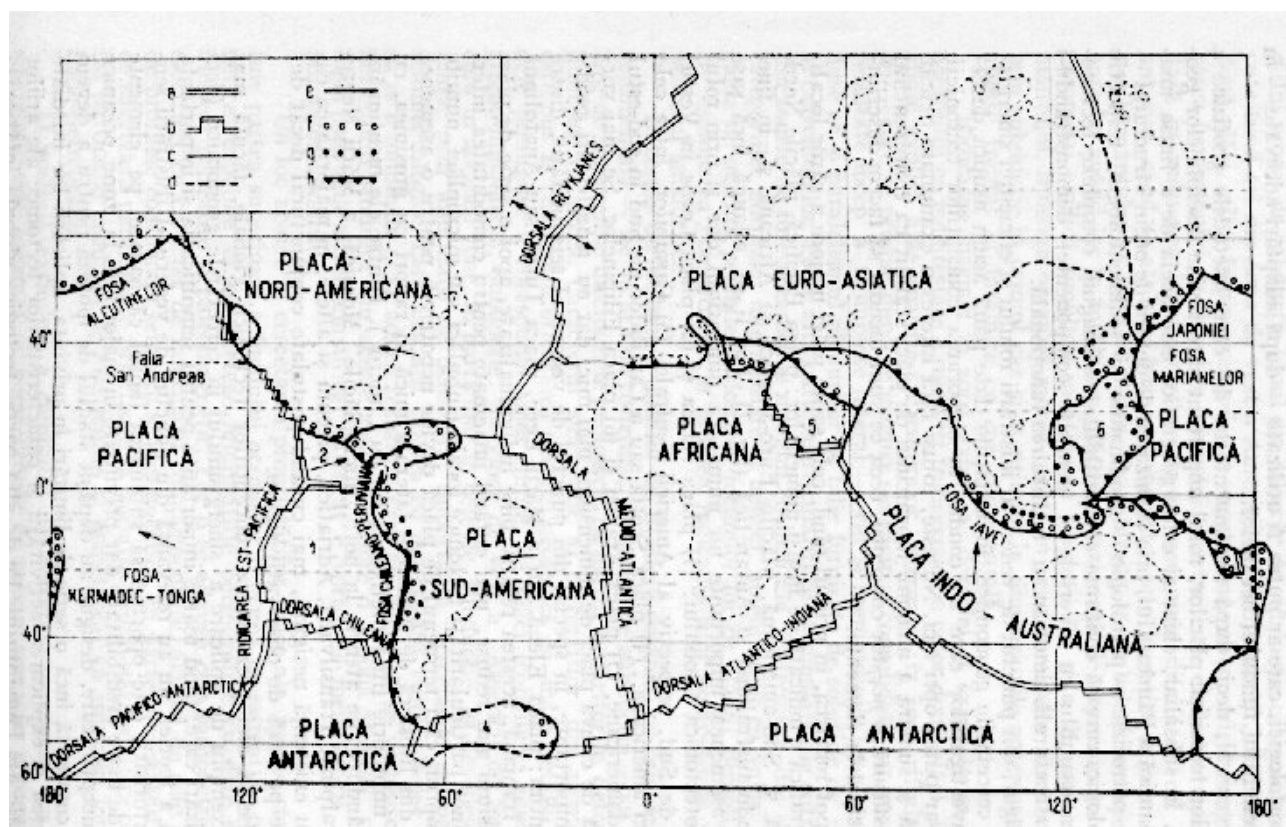 a
b
c
d
e
f
g
h
DORSALA REYKJANES
PLACA
NORD-AMERICANĂ
PLACA EURO-ASIATICĂ
FOSA
ALEUTINELOR
FOSA
JAPONIEI
FOSA
MARIANELOR
40°
Falia
San Andreas
PLACA
PACIFICĂ
PLACA
AFRICANĂ
PLACA
PACIFICĂ
2
3
5
6
0°
RIDICAREA EST-PACIFICĂ
FOSA CHILEANO-PERUVIANĂ
DORSALA
MEDIO-ATLANTICĂ
FOSA JAVEI
1
PLACA
SUD-AMERICANĂ
PLACA INDO - AUSTRALIANĂ
FOSA
KERMADEC-TONGA
DORSALA CHILEANĂ
40°
DORSALA ATLANTICO-INDIANĂ
DORSALA PACIFICO-ANTARCTICĂ
4
PLACA
ANTARCTICĂ
PLACA ANTARCTICĂ
60°
180°
120°
60°
0°
60°
120°
180°